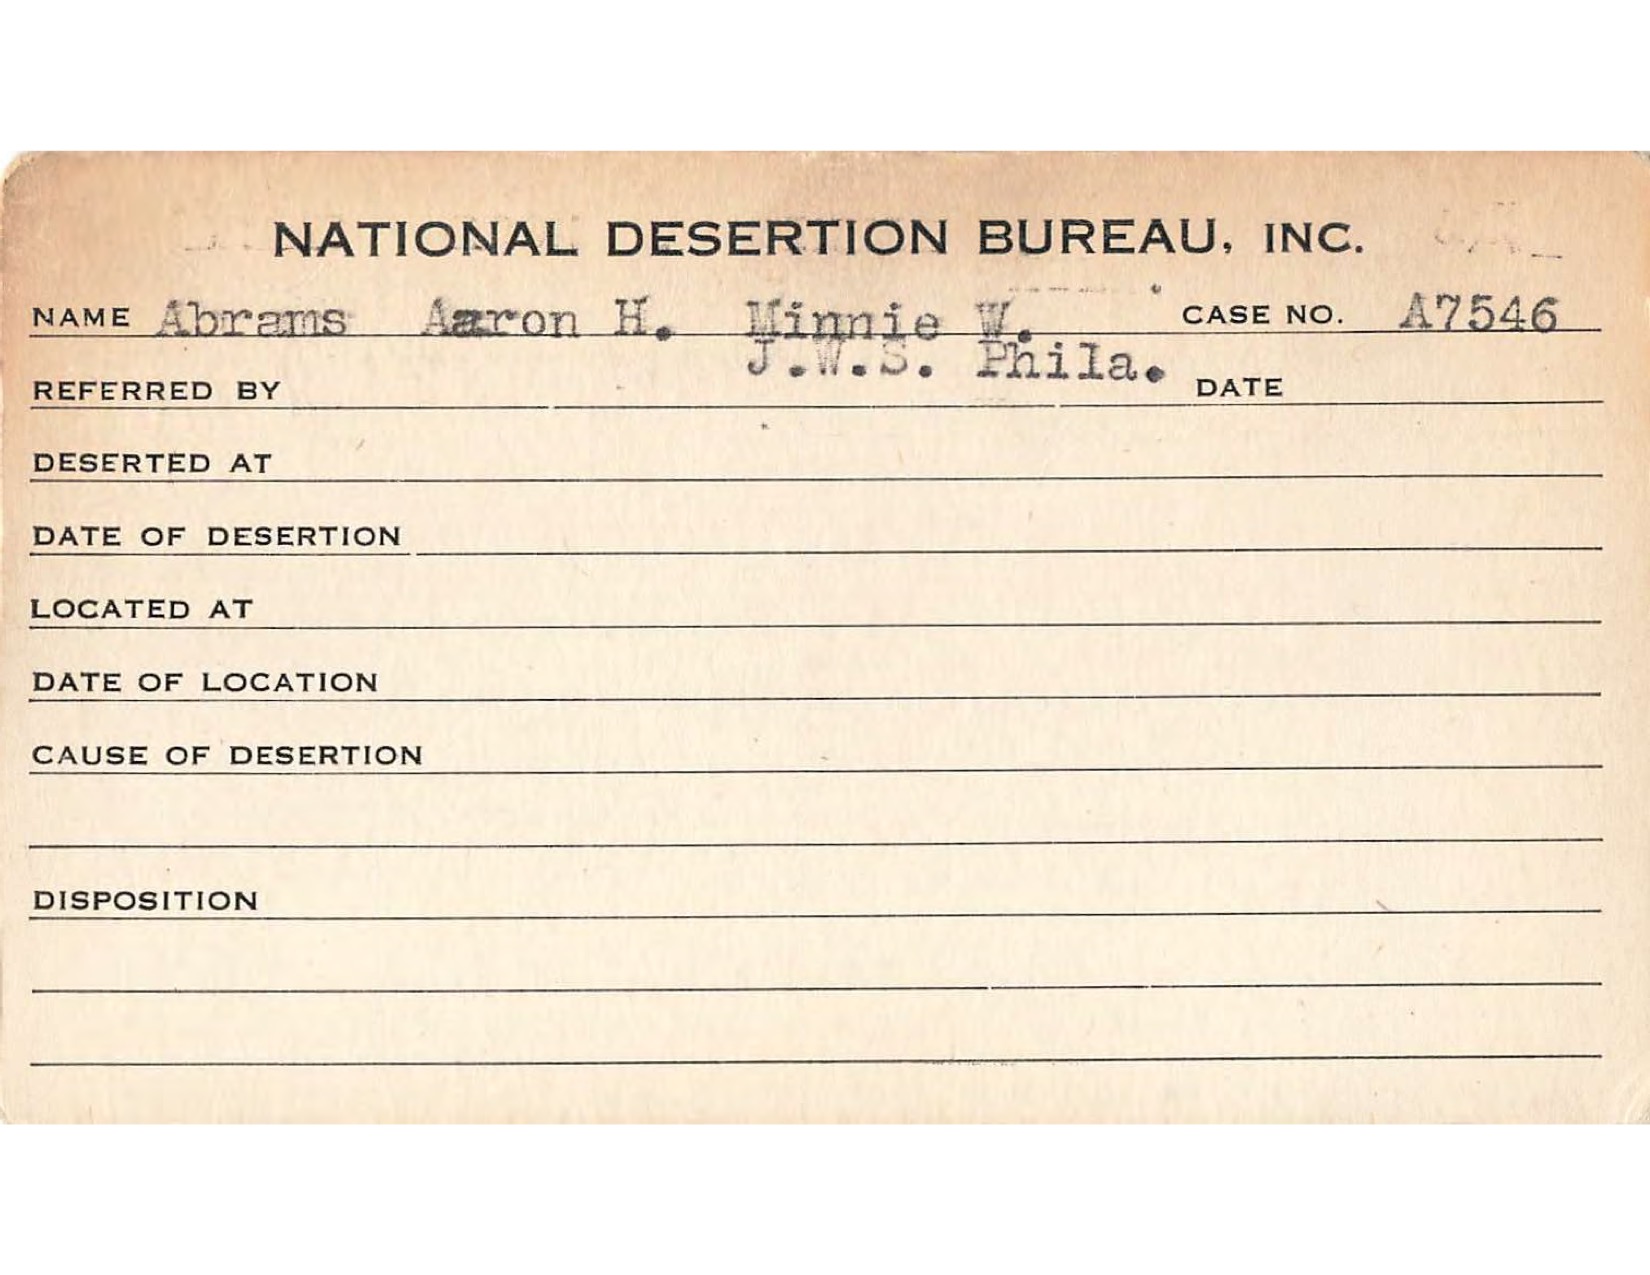 NATIONAL DESERTION BUREAU, INC.
NAME Abrams Aaron H. Minnie W. CASE NO. A7546
J.W.S. Phila.
REFERRED BY DATE
DESERTED AT
DATE OF DESERTION
LOCATED AT
DATE OF LOCATION
CAUSE OF DESERTION
DISPOSITION